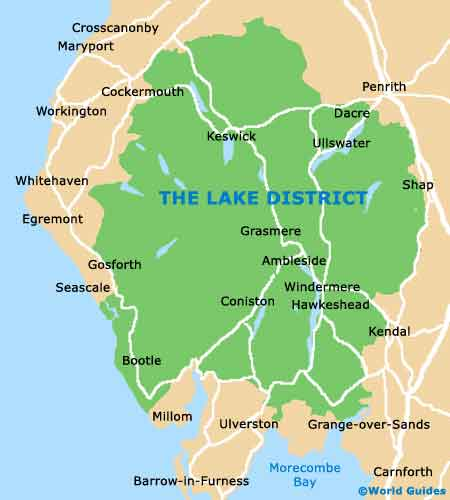 Crosscanonby
Maryport
Penrith
Cockermouth
Workington
Dacre
Keswick
Ullswater
Whitehaven
Shap
THE LAKE DISTRICT
Egremont
Grasmere
Ambleside
Gosforth
Seascale
Windermere
Coniston
Hawkeshead
Kendal
Bootle
Millom
Ulverston
Grange-over-Sands
Morecombe
Bay
Carnforth
Barrow-in-Furness
©World Guides